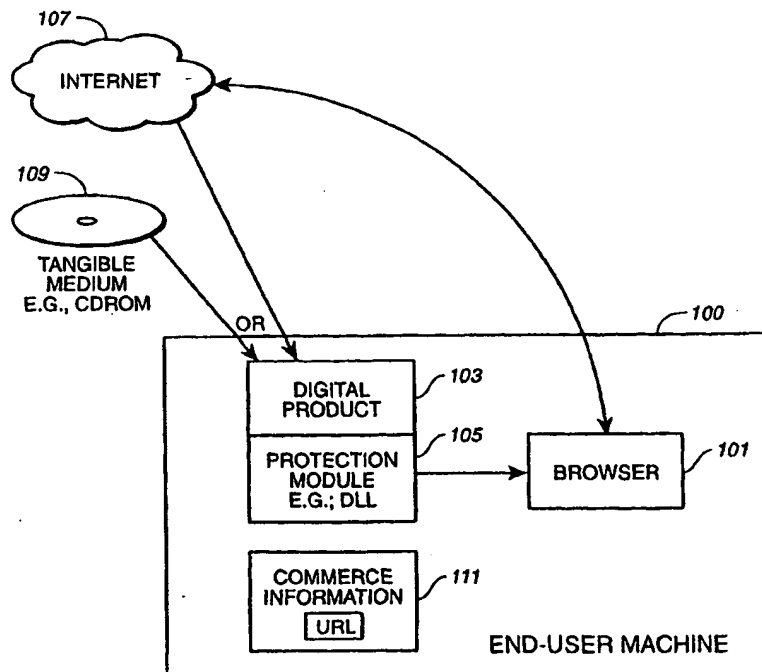 107
INTERNET
109
TANGIBLE
MEDIUM
E.G., CDROM
OR
100
DIGITAL
PRODUCT
103
PROTECTION
MODULE
E.G.; DLL
105
BROWSER
101
COMMERCE
INFORMATION
URL
111
END-USER MACHINE